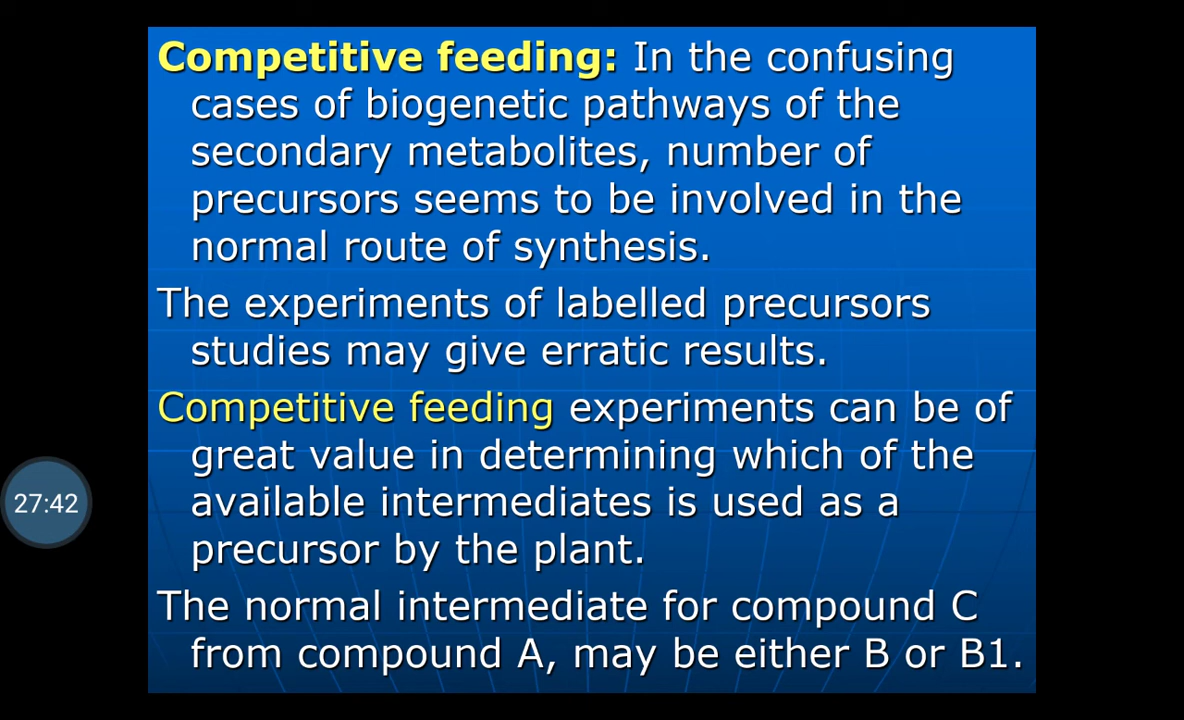 Competitive feeding: In the confusing
cases of biogenetic pathways of the
secondary metabolites, number of
precursors seems to be involved in the
normal route of synthesis.
The experiments of labelled precursors
studies may give erratic results.
Competitive feeding experiments can be of
great value in determining which of the
available intermediates is used as a
precursor by the plant.
The normal intermediate for compound C
from compound A, may be either B or B1.
27:42